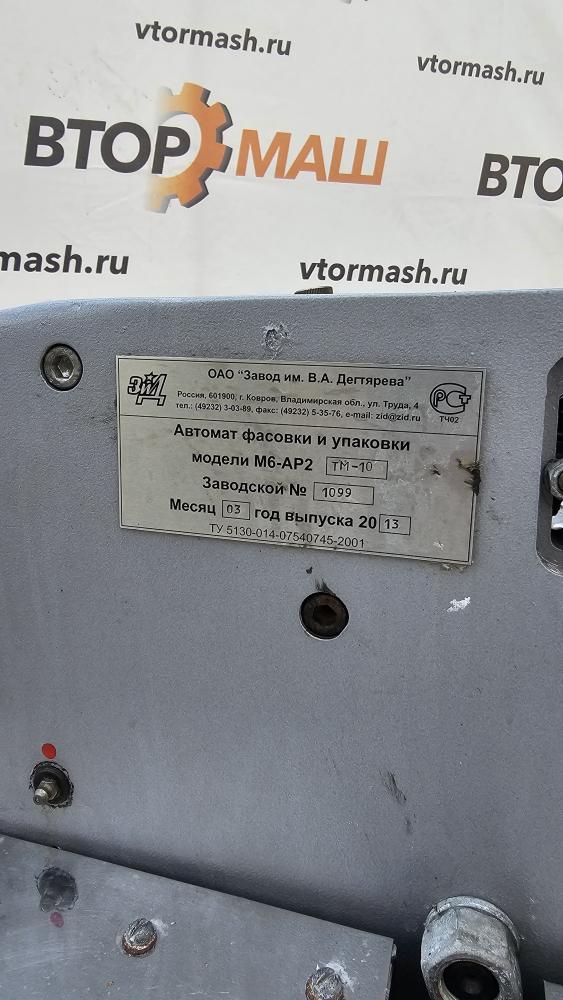 vtormash.ru
vtormash.ru
ВТОРМАШ
ВТО
mash.ru
vtormash.ru
ЗиД
ОАО "Завод им. В.А. Дегтярева"
Россия, 601900, г. Ковров, Владимирская обл., ул. Труда, 4
тел.: (49232) 3-03-89, факс: (49232) 5-35-76, e-mail: zid@zid.ru
РСТ
ТЧ02
Автомат фасовки и упаковки
модели М6-АР2 ТМ-10
Заводской № 1099
Месяц 03 год выпуска 20 13
ТУ 5130-014-07540745-2001